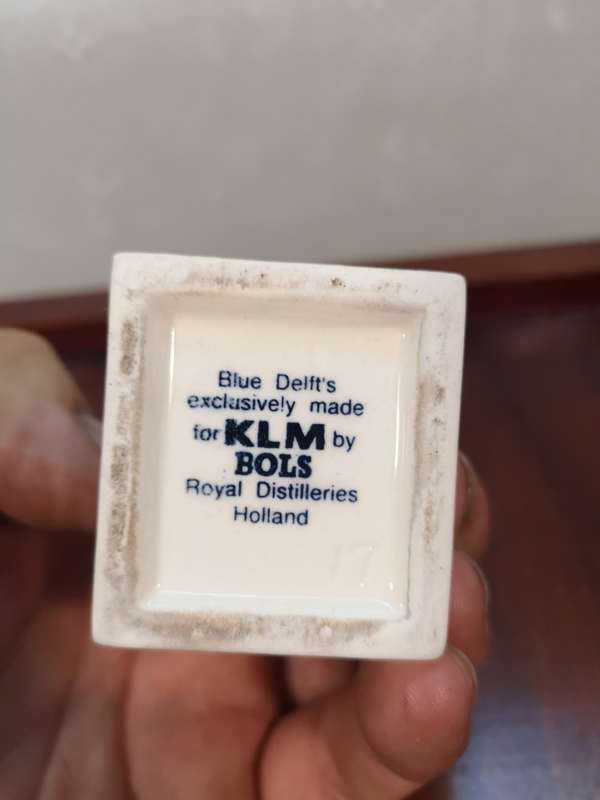 Blue Delft's
exclusively made
for KLM by
BOLS
Royal Distilleries
Holland